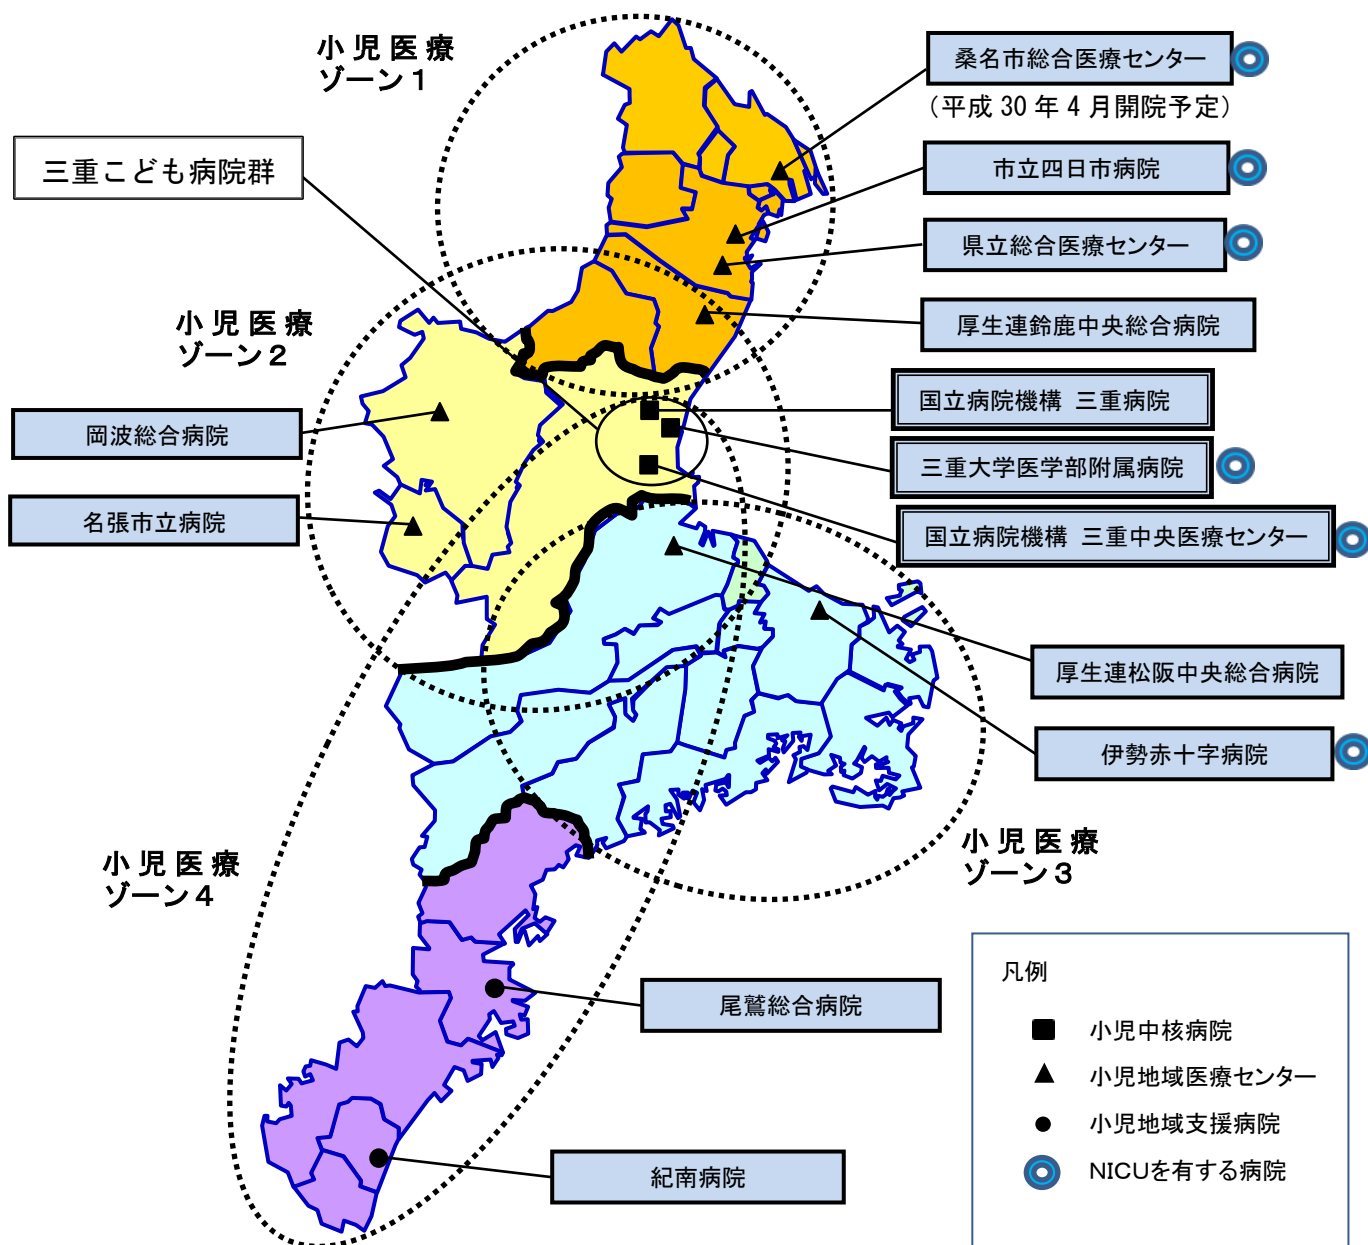 小児医療
ゾーン１
桑名市総合医療センター
（平成 30 年 4 月開院予定）
三重こども病院群
市立四日市病院
県立総合医療センター
小児医療
ゾーン２
厚生連鈴鹿中央総合病院
国立病院機構 三重病院
岡波総合病院
三重大学医学部附属病院
名張市立病院
国立病院機構 三重中央医療センター
厚生連松阪中央総合病院
伊勢赤十字病院
小児医療
ゾーン３
小児医療
ゾーン４
尾鷲総合病院
紀南病院
凡例
小児中核病院
小児地域医療センター
小児地域支援病院
NICUを有する病院